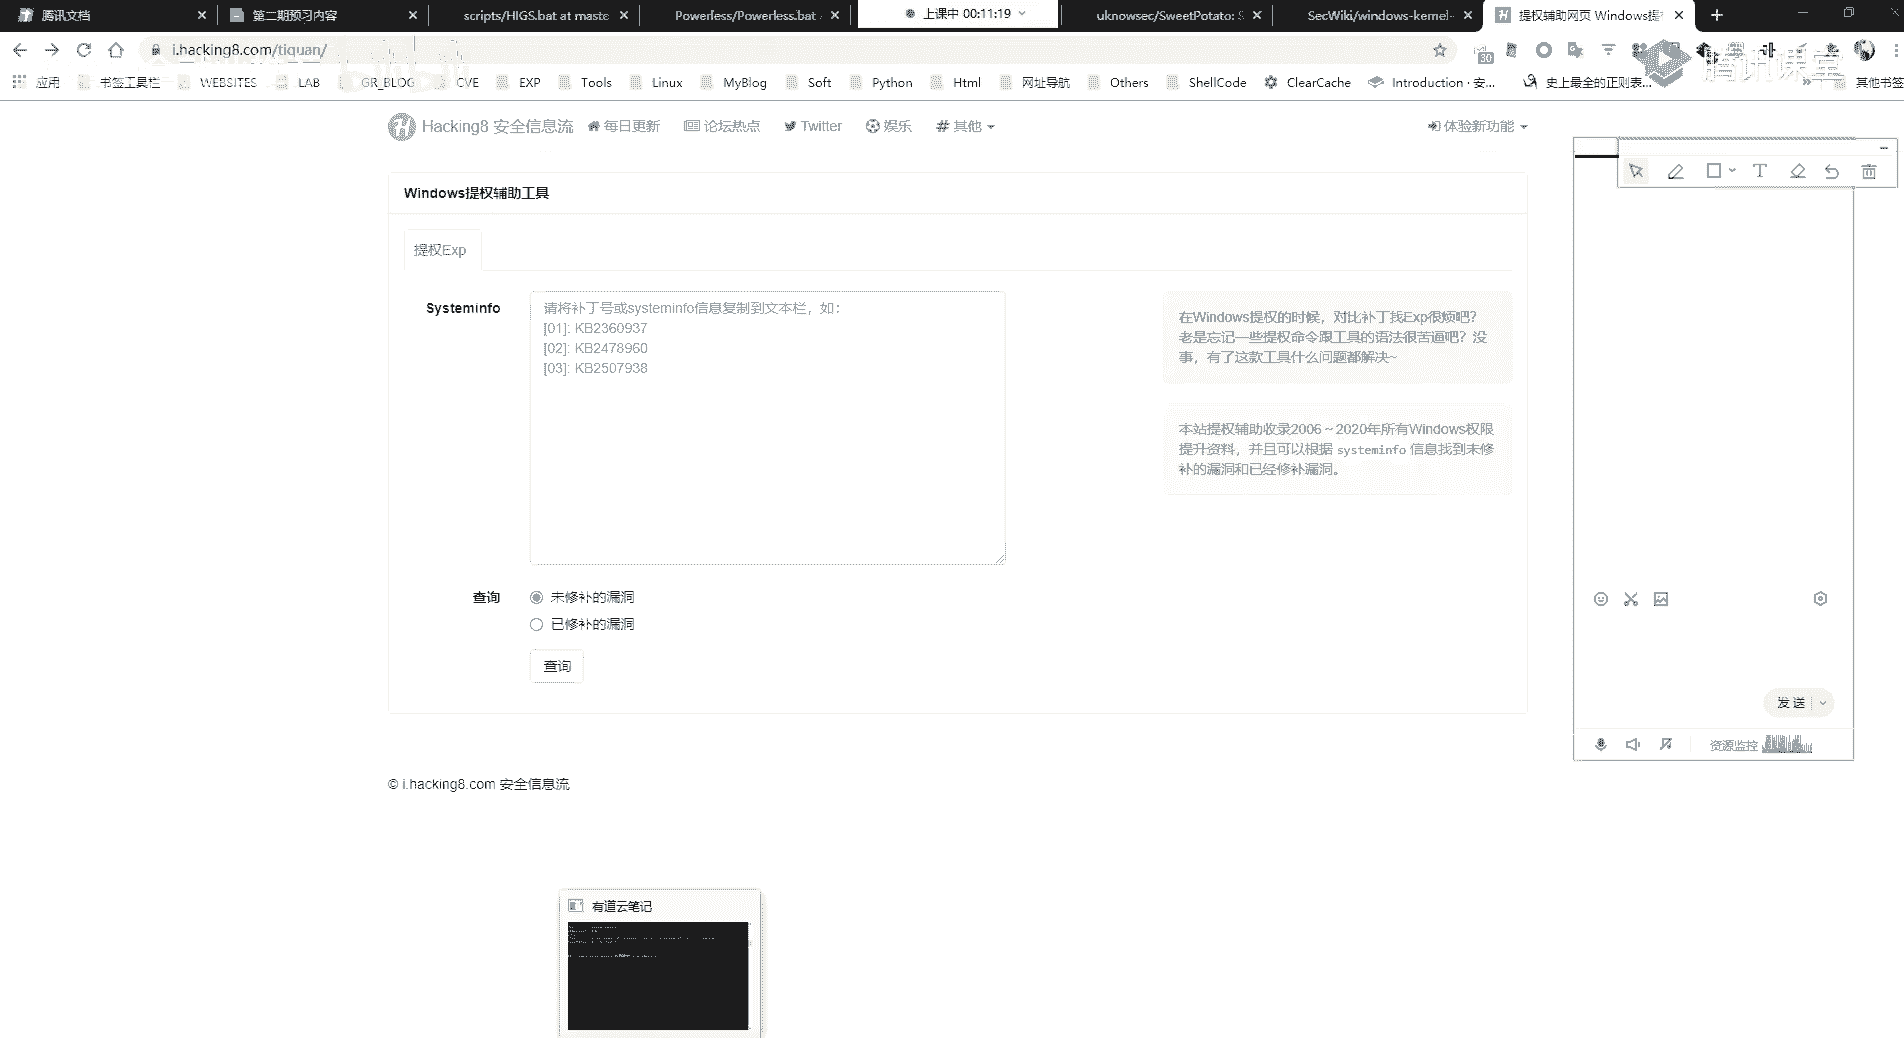 腾讯文档
第二期预习内容
scripts/HIGS.bat at maste
Powerless/Powerless.bat
上课中 00:11:19
uknowsec/SweetPotato: S
SecWiki/windows-kernel-
提权辅助网页 Windows提
i.hacking8.com/tiquan/
30
应用
书签工具栏
WEBSITES
LAB
GR_BLOG
CVE
EXP
Tools
Linux
MyBlog
Soft
Python
Html
网址导航
Others
ShellCode
ClearCache
Introduction · 安...
史上最全的正则表...
其他书签
腾讯课堂
Hacking8 安全信息流
每日更新
论坛热点
Twitter
娱乐
# 其他
体验新功能
Windows提权辅助工具
提权Exp
Systeminfo
请将补丁号或systeminfo信息复制到文本栏，如：
[01]: KB2360937
[02]: KB2478960
[03]: KB2507938
在Windows提权的时候，对比补丁找Exp很烦吧？
老是忘记一些提权命令跟工具的语法很苦逼吧？没
事，有了这款工具什么问题都解决~
本站提权辅助收录2006～2020年所有Windows权限
提升资料，并且可以根据 systeminfo 信息找到未修
补的漏洞和已经修补漏洞。
查询
未修补的漏洞
已修补的漏洞
查询
发送
资源监控
© i.hacking8.com 安全信息流
有道云笔记